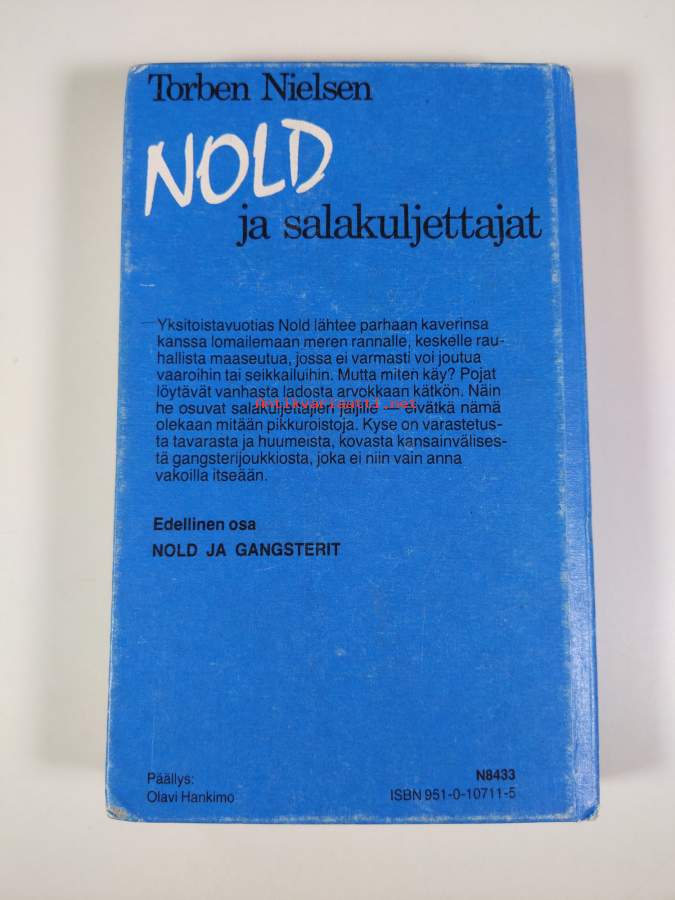 Torben Nielsen
NOLD
ja salakuljettajat
Yksitoistavuotias Nold lähtee parhaan kaverinsa
kanssa lomailemaan meren rannalle, keskelle rau-
hallista maaseutua, jossa ei varmasti voi joutua
vaaroihin tai seikkailuihin. Mutta miten käy? Pojat
löytävät vanhasta ladosta arvokkaan kätkön. Näin
he osuvat salakuljettajien jäljille — eivätkä nämä
olekaan mitään pikkuroistoja. Kyse on varastetus-
ta tavarasta ja huumeista, kovasta kansainvälises-
tä gangsterijoukkiosta, joka ei niin vain anna
vakoilla itseään.
Edellinen osa
NOLD JA GANGSTERIT
Päällys:
Olavi Hankimo
N8433
ISBN 951-0-10711-5